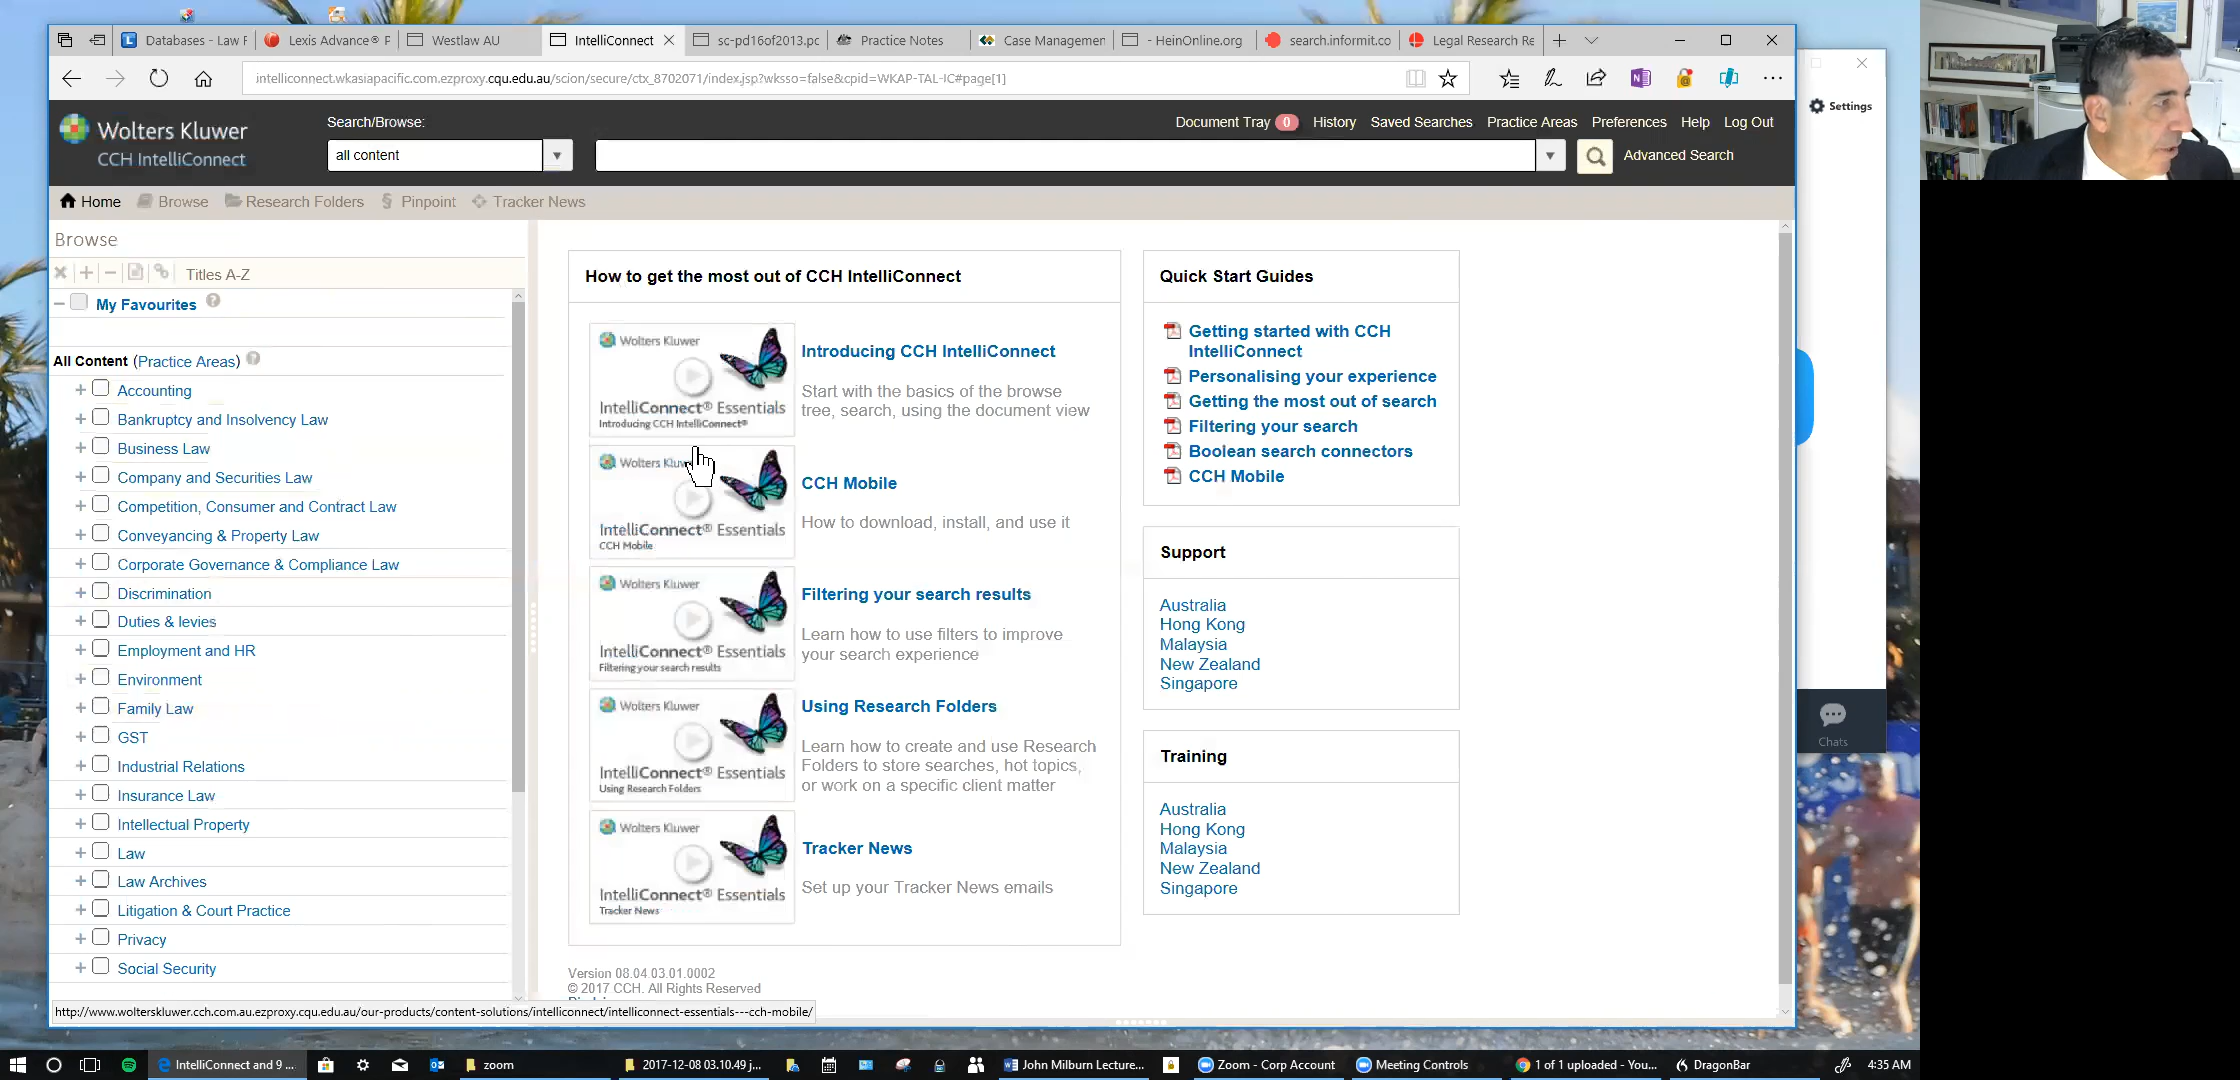 Databases - Law F
Lexis Advance® F
Westlaw AU
IntelliConnect
sc-pd16of2013.pc
Practice Notes
Case Managemen
- HeinOnline.org
search.informit.co
Legal Research Re
intelliconnect.wkasiapacific.com.ezproxy.cqu.edu.au/scion/secure/ctx_8702071/index.jsp?wksso=false&cpid=WKAP-TAL-IC#page[1]
Settings
Wolters Kluwer
CCH IntelliConnect
Search/Browse:
all content
Document Tray 0 History Saved Searches Practice Areas Preferences Help Log Out
Advanced Search
Home Browse Research Folders § Pinpoint Tracker News
Browse
Titles A-Z
My Favourites
All Content (Practice Areas)
Accounting
Bankruptcy and Insolvency Law
Business Law
Company and Securities Law
Competition, Consumer and Contract Law
Conveyancing & Property Law
Corporate Governance & Compliance Law
Discrimination
Duties & levies
Employment and HR
Environment
Family Law
GST
Industrial Relations
Insurance Law
Intellectual Property
Law
Law Archives
Litigation & Court Practice
Privacy
Social Security
How to get the most out of CCH IntelliConnect
Wolters Kluwer
IntelliConnect® Essentials
Introducing CCH IntelliConnect®
Introducing CCH IntelliConnect
Start with the basics of the browse
tree, search, using the document view
Wolters Klu
IntelliConnect® Essentials
CCH Mobile
CCH Mobile
How to download, install, and use it
Wolters Kluwer
IntelliConnect® Essentials
Filtering your search results
Filtering your search results
Learn how to use filters to improve
your search experience
Wolters Kluwer
IntelliConnect® Essentials
Using Research Folders
Using Research Folders
Learn how to create and use Research
Folders to store searches, hot topics,
or work on a specific client matter
Wolters Kluwer
IntelliConnect® Essentials
Tracker News
Tracker News
Set up your Tracker News emails
Version 08.04 03.01.0002
© 2017 CCH. All Rights Reserved
Quick Start Guides
Getting started with CCH
IntelliConnect
Personalising your experience
Getting the most out of search
Filtering your search
Boolean search connectors
CCH Mobile
Support
Australia
Hong Kong
Malaysia
New Zealand
Singapore
Training
Australia
Hong Kong
Malaysia
New Zealand
Singapore
Chats
http://www.wolterskluwer.cch.com.au.ezproxy.cqu.edu.au/our-products/content-solutions/intelliconnect/intelliconnect-essentials---cch-mobile/
IntelliConnect and 9 ...
zoom
2017-12-08 03.10.49 j...
John Milburn Lecture...
Zoom - Corp Account
Meeting Controls
1 of 1 uploaded - You...
DragonBar
4:35 AM